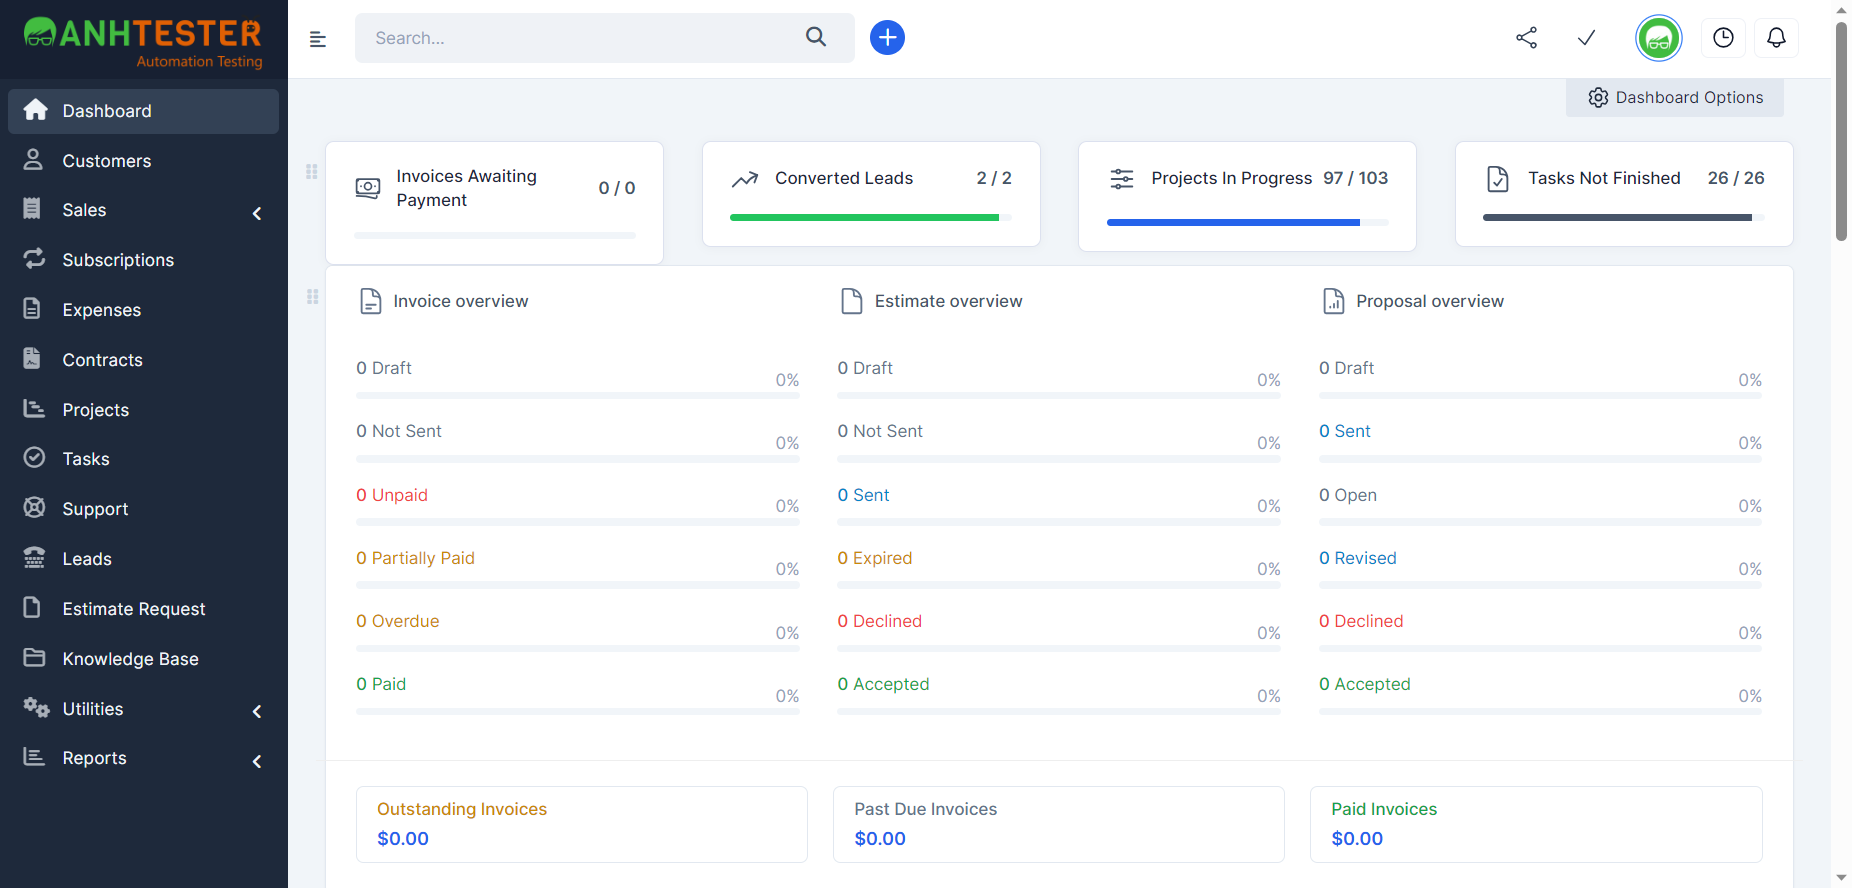 ANHTESTER
Automation Testing
Search...
Dashboard
Customers
Sales
Subscriptions
Expenses
Contracts
Projects
Tasks
Support
Leads
Estimate Request
Knowledge Base
Utilities
Reports
Dashboard Options
Invoices Awaiting
Payment
0 / 0
Converted Leads 2 / 2
Projects In Progress 97 / 103
Tasks Not Finished 26 / 26
Invoice overview
0 Draft
0%
0 Not Sent
0%
0 Unpaid
0%
0 Partially Paid
0%
0 Overdue
0%
0 Paid
0%
Estimate overview
0 Draft
0%
0 Not Sent
0%
0 Sent
0%
0 Expired
0%
0 Declined
0%
0 Accepted
0%
Proposal overview
0 Draft
0%
0 Sent
0%
0 Open
0%
0 Revised
0%
0 Declined
0%
0 Accepted
0%
Outstanding Invoices
$0.00
Past Due Invoices
$0.00
Paid Invoices
$0.00